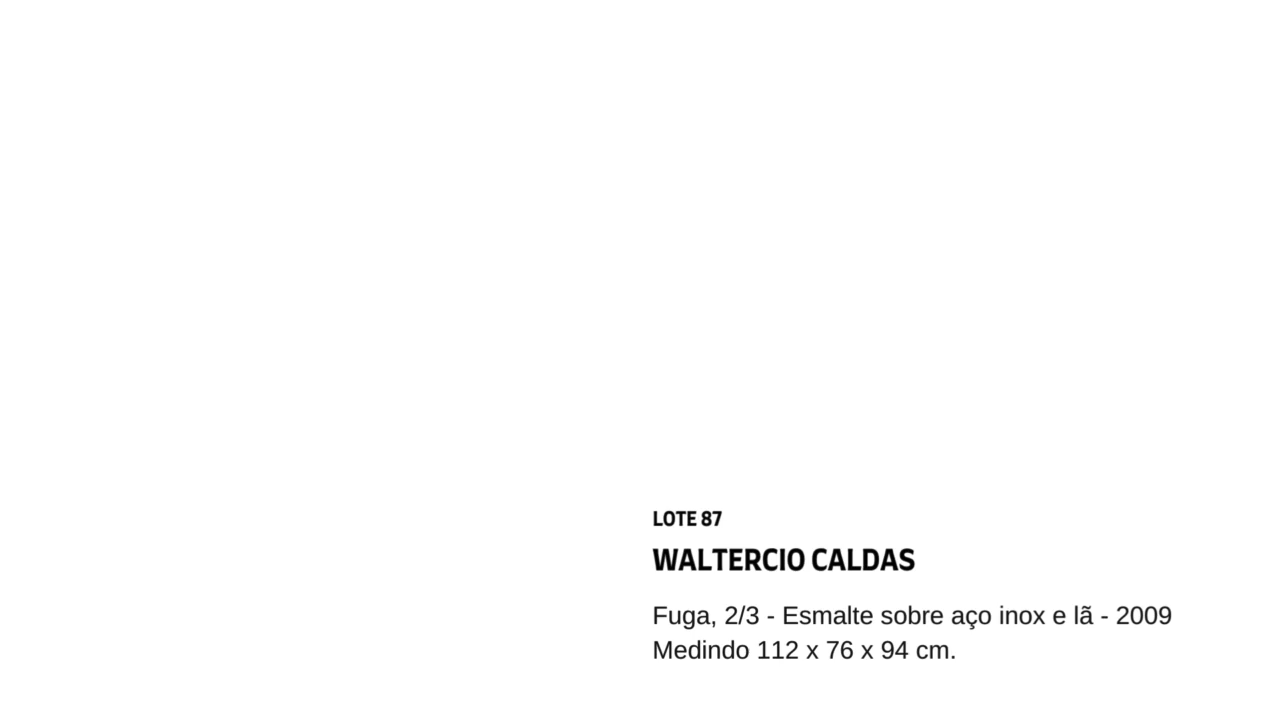 LOTE 87
WALTERCIO CALDAS
Fuga, 2/3 - Esmalte sobre aço inox e lã - 2009
Medindo 112 x 76 x 94 cm.